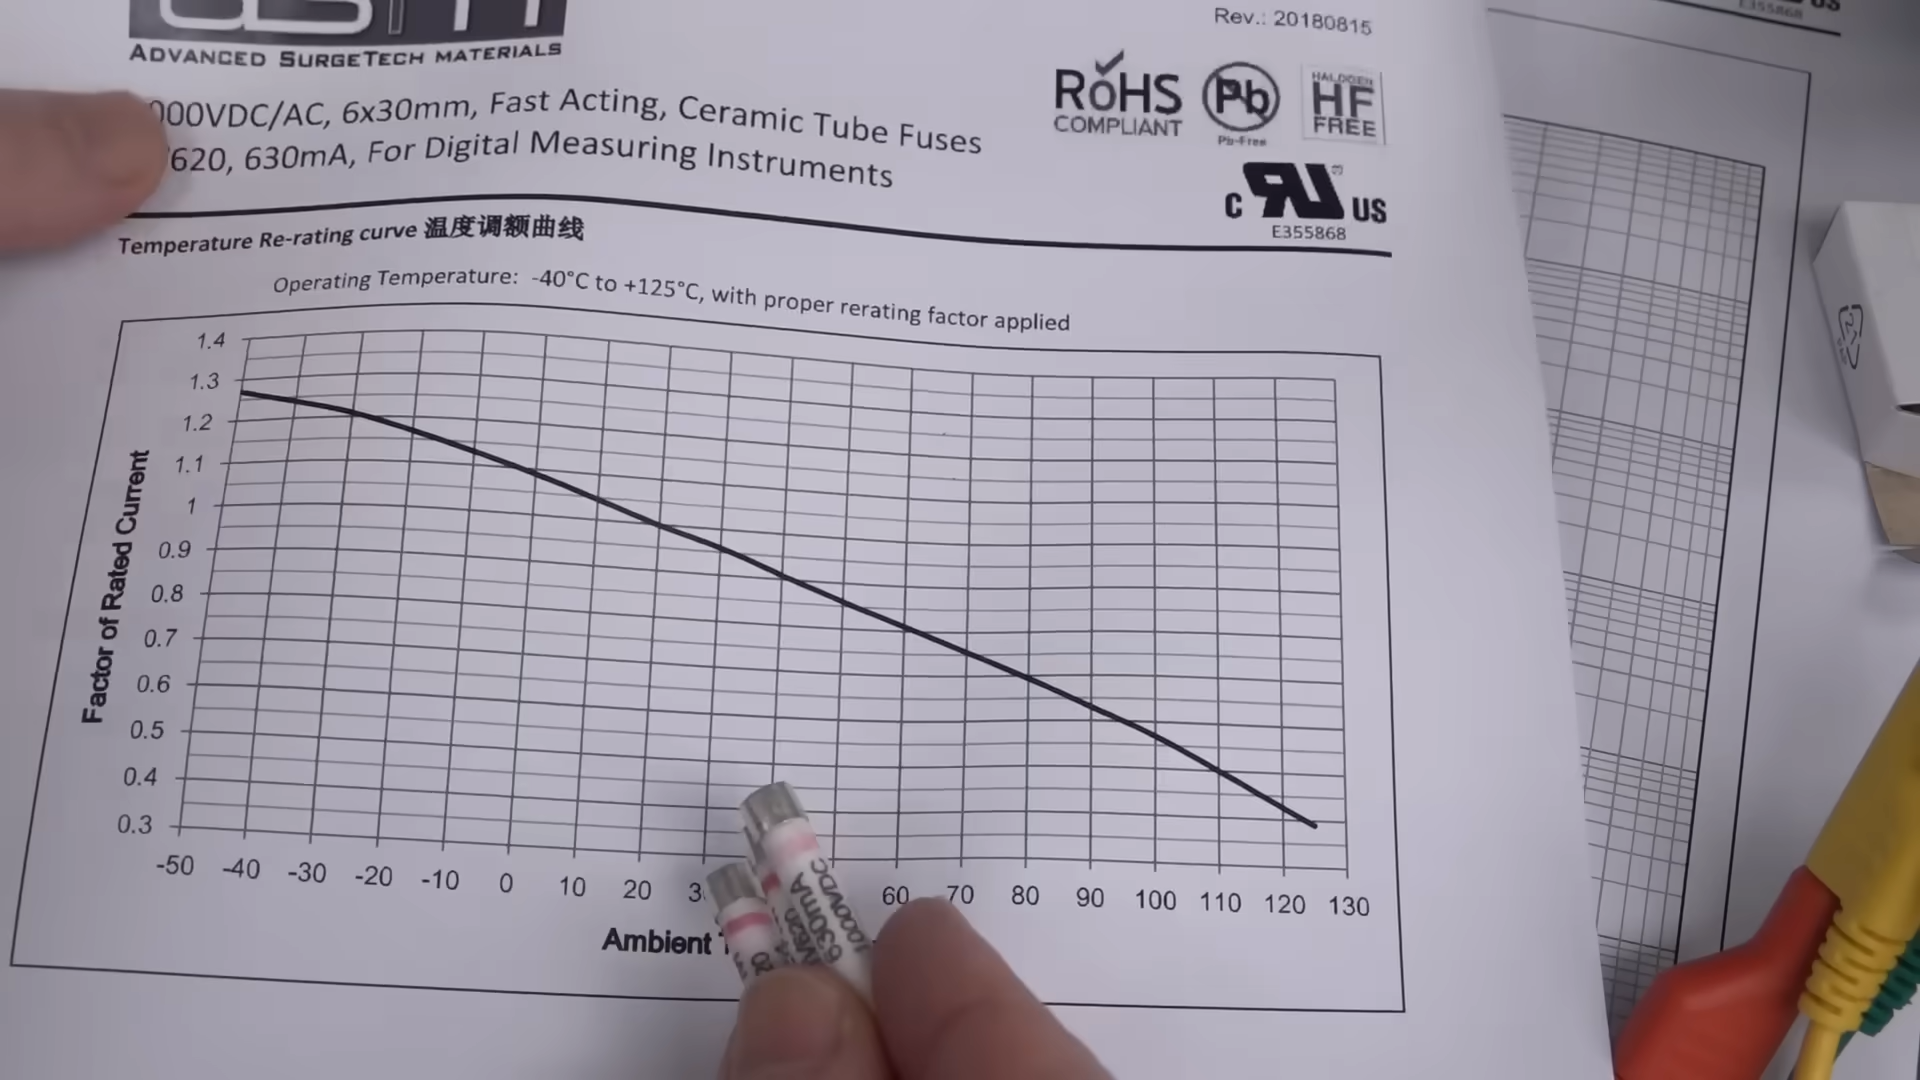 ADVANCED SURGETECH MATERIALS
Rev.: 20180815
000VDC/AC, 6x30mm, Fast Acting, Ceramic Tube Fuses
620, 630mA, For Digital Measuring Instruments
RoHS
COMPLIANT
Pb
Pb-Free
HALOGEN
HF
FREE
C
US
E355868
Temperature Re-rating curve 温度调额曲线
Operating Temperature: -40°C to +125°C, with proper rerating factor applied
Factor of Rated Current
1.4
1.3
1.2
1.1
1
0.9
0.8
0.7
0.6
0.5
0.4
0.3
-50 -40 -30 -20 -10 0 10 20 3 60 70 80 90 100 110 120 130
Ambient
630mA
1000VDC
20
E355868
US
21